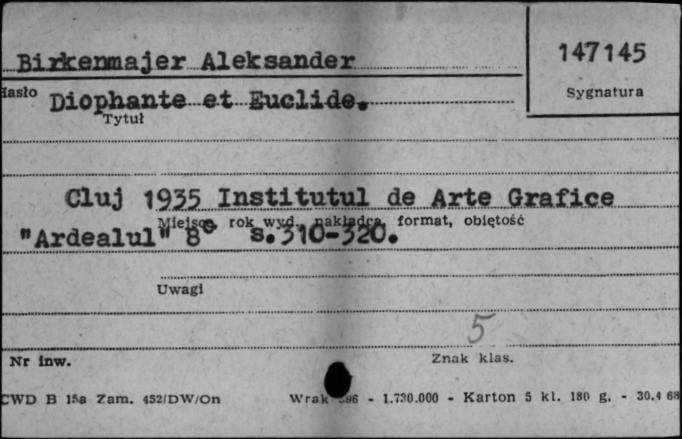 Birkenmajer Aleksander
147145
Hasło
Sygnatura
Diophante et Euclide.
Tytuł
Cluj 1935 Institutul de Arte Grafice
Miejsce, rok wyd., nakładca, format, objętość
"Ardealul" 8° s.310-320.
Uwagi
5
Nr inw.
Znak klas.
CWD B 15a Zam. 452/DW/On
Wrak 96 - 1.730.000 - Karton 5 kl. 180 g. - 30.4 68